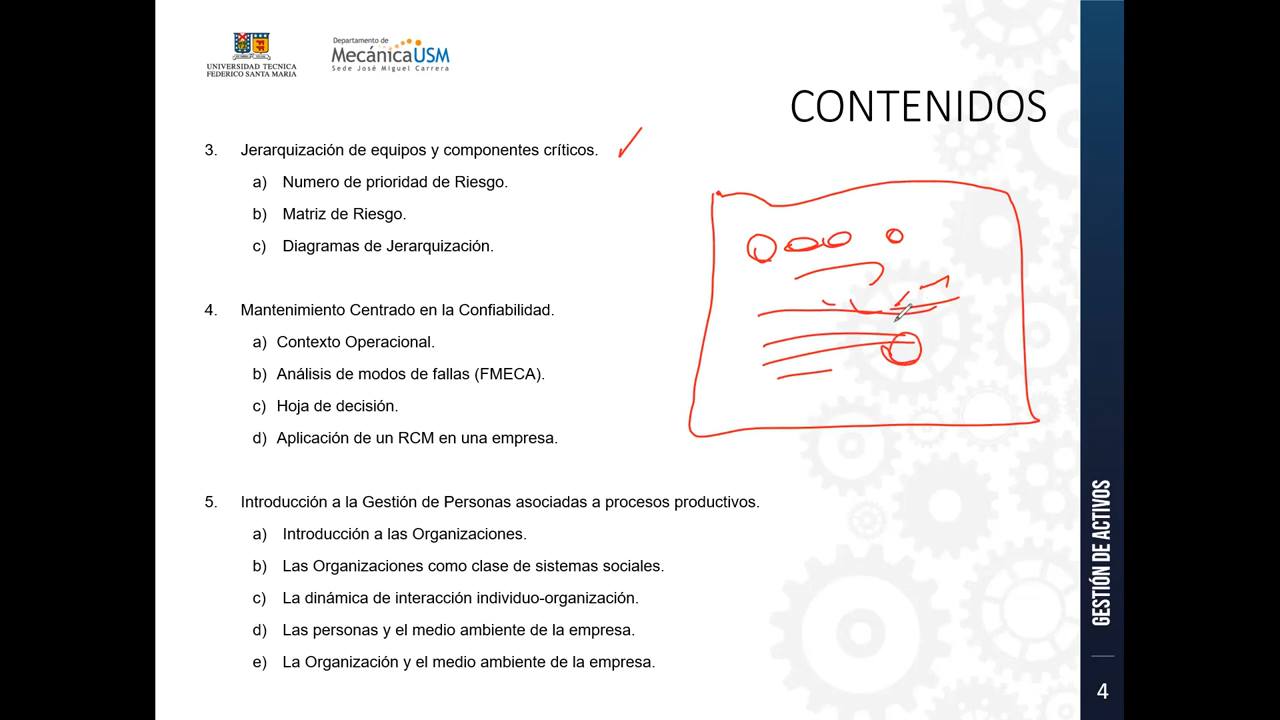 UNIVERSIDAD TECNICA
FEDERICO SANTA MARIA
Departamento de
MecánicaUSM
Sede José Miguel Carrera
CONTENIDOS
3. Jerarquización de equipos y componentes críticos.
a) Numero de prioridad de Riesgo.
b) Matriz de Riesgo.
c) Diagramas de Jerarquización.
4. Mantenimiento Centrado en la Confiabilidad.
a) Contexto Operacional.
b) Análisis de modos de fallas (FMECA).
c) Hoja de decisión.
d) Aplicación de un RCM en una empresa.
5. Introducción a la Gestión de Personas asociadas a procesos productivos.
a) Introducción a las Organizaciones.
b) Las Organizaciones como clase de sistemas sociales.
c) La dinámica de interacción individuo-organización.
d) Las personas y el medio ambiente de la empresa.
e) La Organización y el medio ambiente de la empresa.
GESTIÓN DE ACTIVOS
4